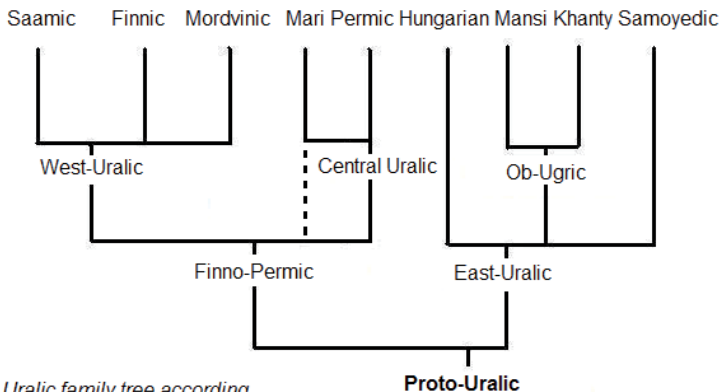 Saamic Finnic Mordvinic Mari Permic Hungarian Mansi Khanty Samoyedic
West-Uralic Central Uralic Ob-Ugric
Finno-Permic East-Uralic
Proto-Uralic
Uralic family tree according